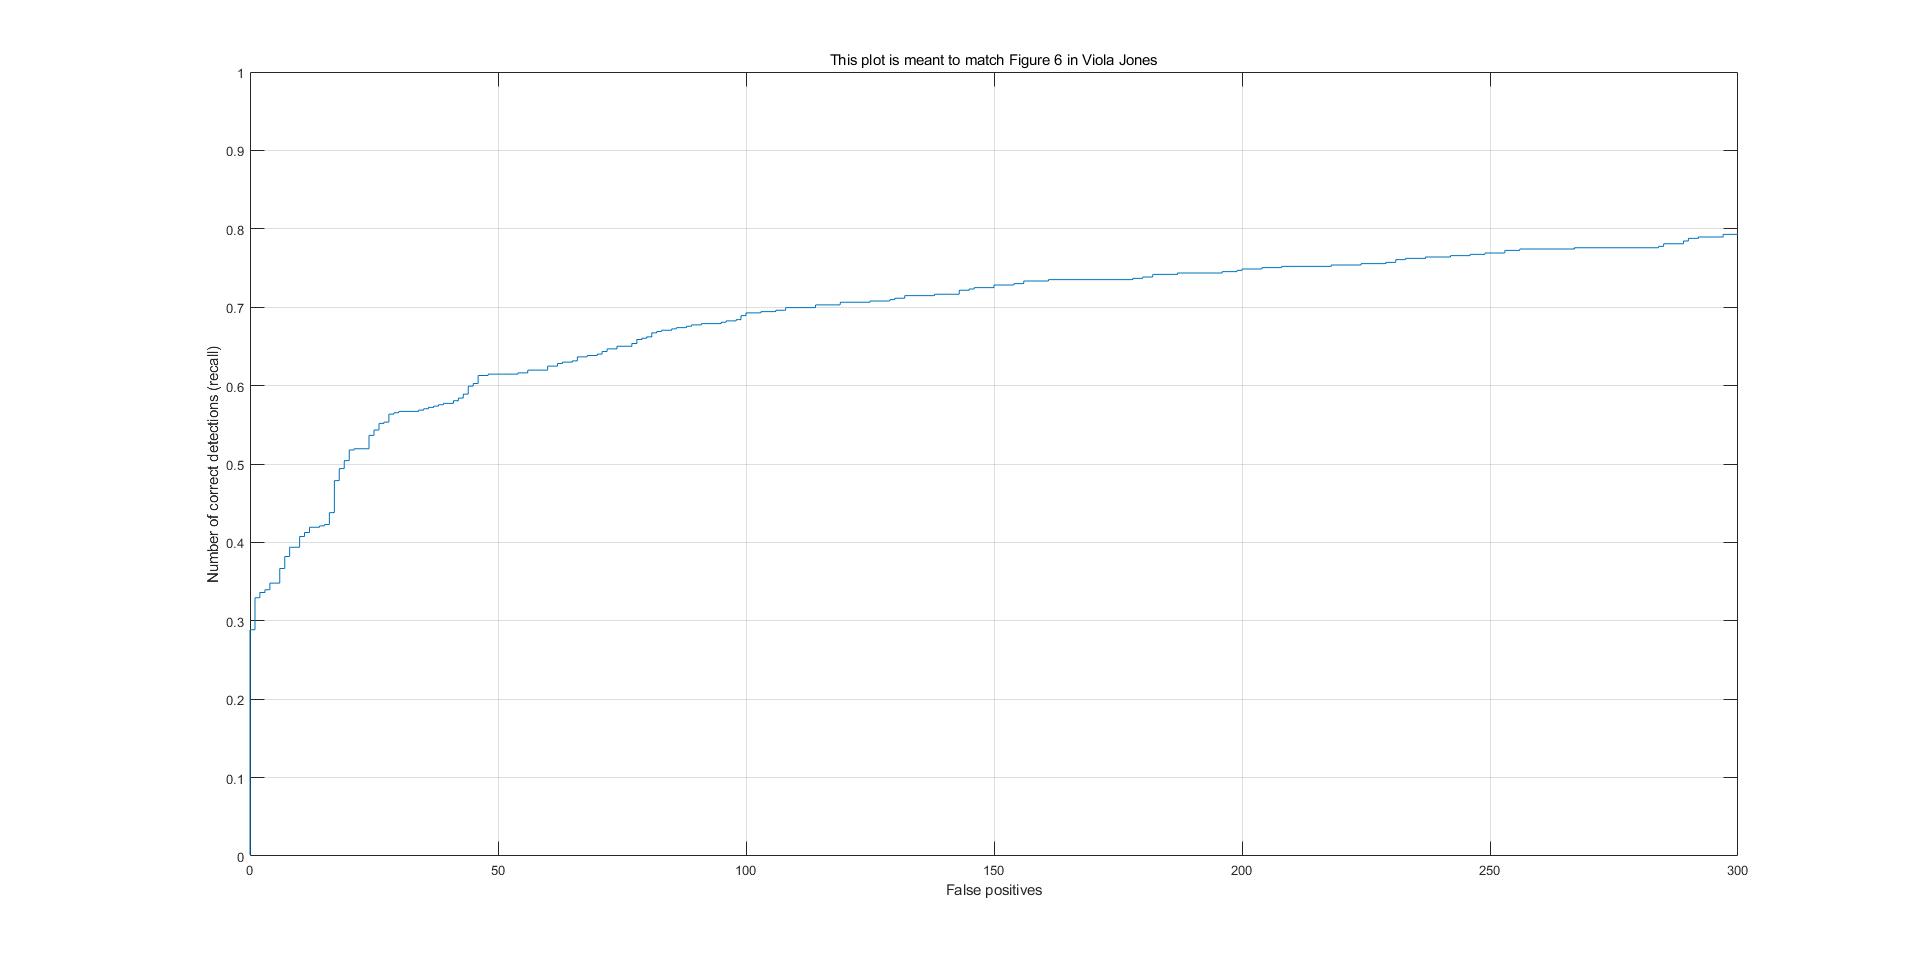 This plot is meant to match Figure 6 in Viola Jones
1
0.9
0.8
0.7
0.6
0.5
0.4
0.3
0.2
0.1
0
Number of correct detections (recall)
0 50 100 150 200 250 300
False positives